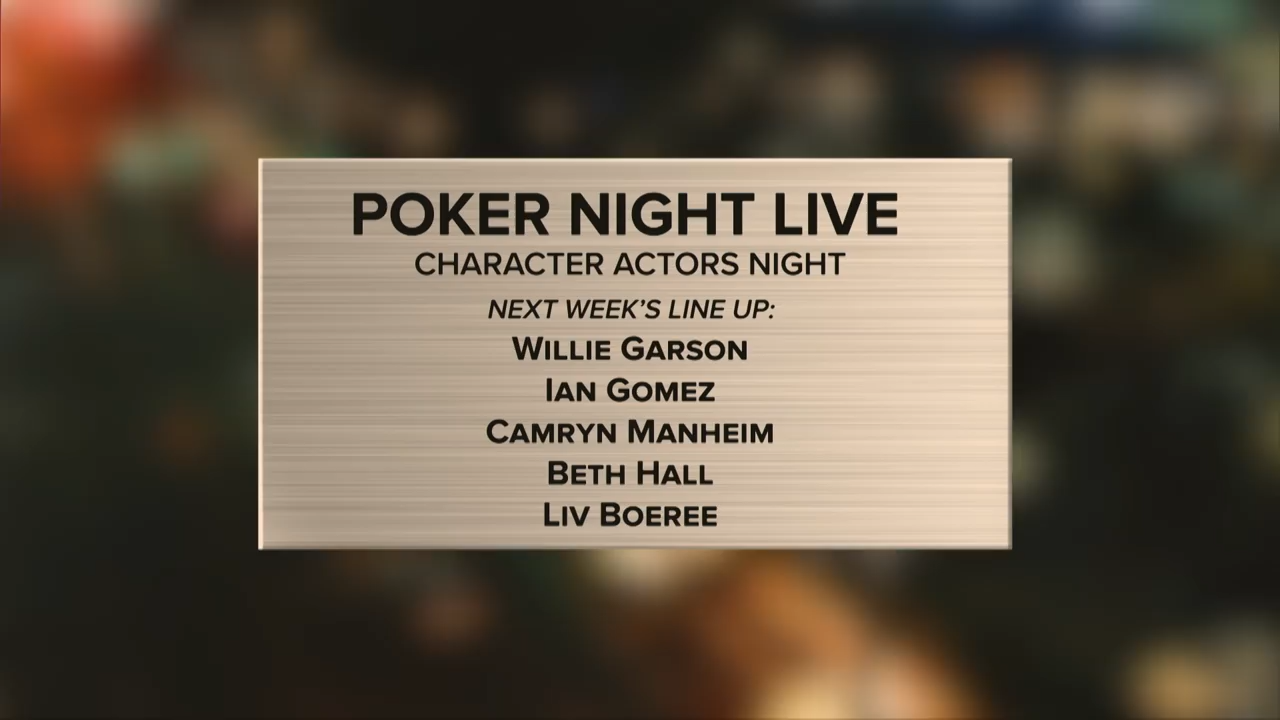 POKER NIGHT LIVE
CHARACTER ACTORS NIGHT
NEXT WEEK'S LINE UP:
WILLIE GARSON
IAN GOMEZ
CAMRYN MANHEIM
BETH HALL
LIV BOEREE